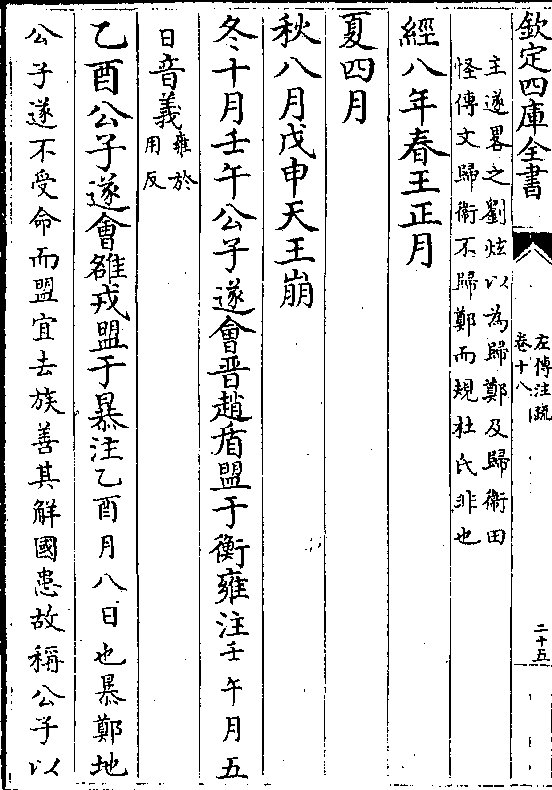 欽定四庫全書
左傳注疏
卷十八
二十五
主遂畧之劉炫以為歸鄭及歸衛田
怪傳文歸衛不歸鄭而規杜氏非也
經八年春王正月
夏四月
秋八月戊申天王崩
冬十月壬午公子遂會晉趙盾盟于衡雍注壬午月五
日音義雍於
用反
乙酉公子遂會雒戎盟于暴注乙酉月八日也暴鄭地
公子遂不受命而盟宜去族善其解國患故稱公子以